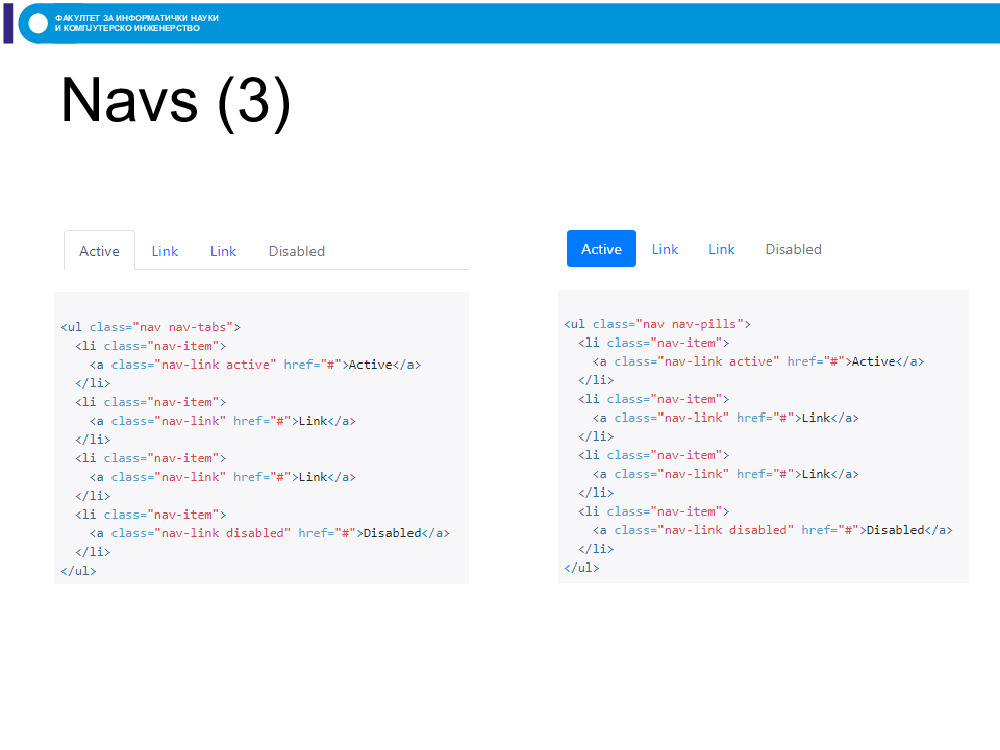 ФАКУЛТЕТ ЗА ИНФОРМАТИЧКИ НАУКИ
И КОМПЈУТЕРСКО ИНЖЕНЕРСТВО
Navs (3)
Active Link Link Disabled
<ul class="nav nav-tabs">
  <li class="nav-item">
    <a class="nav-link active" href="#">Active</a>
  </li>
  <li class="nav-item">
    <a class="nav-link" href="#">Link</a>
  </li>
  <li class="nav-item">
    <a class="nav-link" href="#">Link</a>
  </li>
  <li class="nav-item">
    <a class="nav-link disabled" href="#">Disabled</a>
  </li>
</ul>
Active Link Link Disabled
<ul class="nav nav-pills">
  <li class="nav-item">
    <a class="nav-link active" href="#">Active</a>
  </li>
  <li class="nav-item">
    <a class="nav-link" href="#">Link</a>
  </li>
  <li class="nav-item">
    <a class="nav-link" href="#">Link</a>
  </li>
  <li class="nav-item">
    <a class="nav-link disabled" href="#">Disabled</a>
  </li>
</ul>